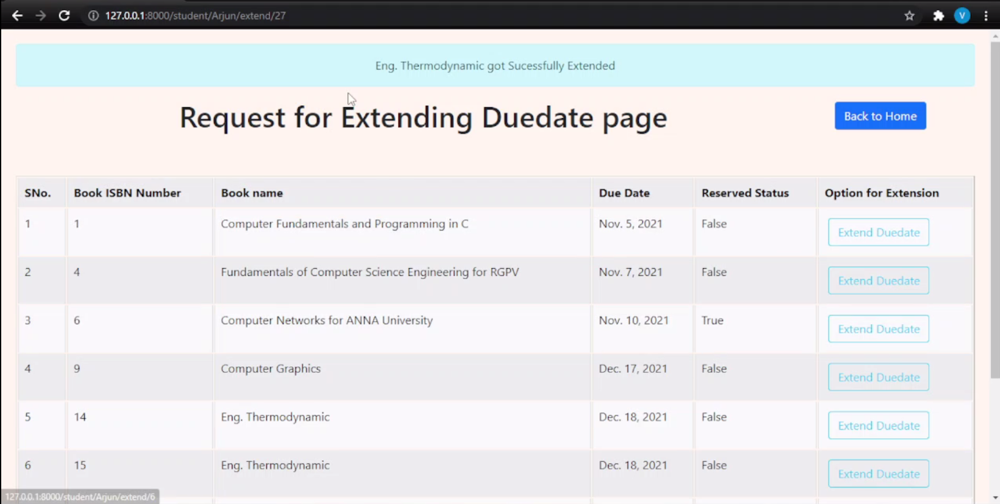 127.0.0.1:8000/student/Arjun/extend/27
V
Eng. Thermodynamic got Sucessfully Extended
Request for Extending Duedate page
Back to Home
SNo. Book ISBN Number Book name Due Date Reserved Status Option for Extension
1 1 Computer Fundamentals and Programming in C Nov. 5, 2021 False Extend Duedate
2 4 Fundamentals of Computer Science Engineering for RGPV Nov. 7, 2021 False Extend Duedate
3 6 Computer Networks for ANNA University Nov. 10, 2021 True Extend Duedate
4 9 Computer Graphics Dec. 17, 2021 False Extend Duedate
5 14 Eng. Thermodynamic Dec. 18, 2021 False Extend Duedate
6 15 Eng. Thermodynamic Dec. 18, 2021 False Extend Duedate
127.0.0.1:8000/student/Arjun/extend/6